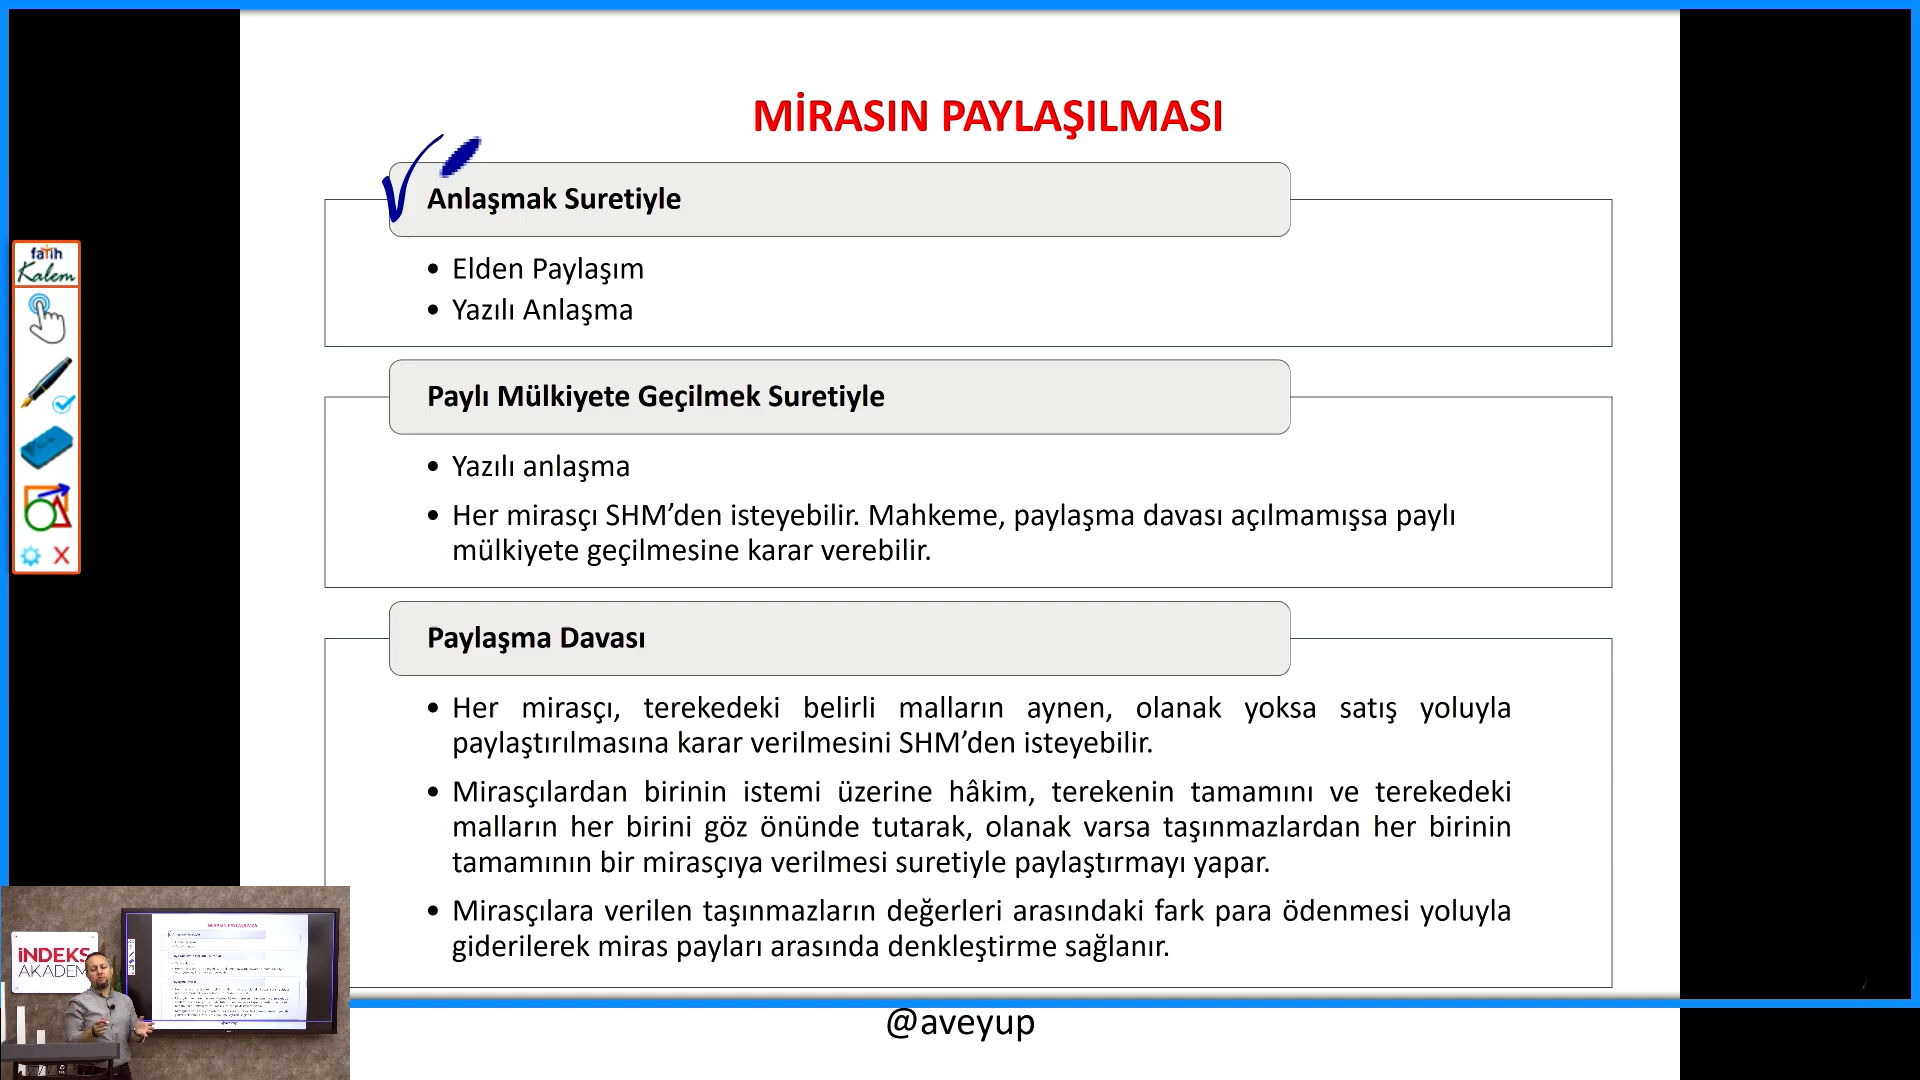 MİRASIN PAYLAŞILMASI
Anlaşmak Suretiyle
• Elden Paylaşım
• Yazılı Anlaşma
Paylı Mülkiyete Geçilmek Suretiyle
• Yazılı anlaşma
• Her mirasçı SHM’den isteyebilir. Mahkeme, paylaşma davası açılmamışsa paylı
mülkiyete geçilmesine karar verebilir.
Paylaşma Davası
• Her mirasçı, terekedeki belirli malların aynen, olanak yoksa satış yoluyla
paylaştırılmasına karar verilmesini SHM’den isteyebilir.
• Mirasçılardan birinin istemi üzerine hâkim, terekenin tamamını ve terekedeki
malların her birini göz önünde tutarak, olanak varsa taşınmazlardan her birinin
tamamının bir mirasçıya verilmesi suretiyle paylaştırmayı yapar.
• Mirasçılara verilen taşınmazların değerleri arasındaki fark para ödenmesi yoluyla
giderilerek miras payları arasında denkleştirme sağlanır.
@aveyup
fatih
Kalem
İNDEKS
MİRASIN PAYLAŞILMASI